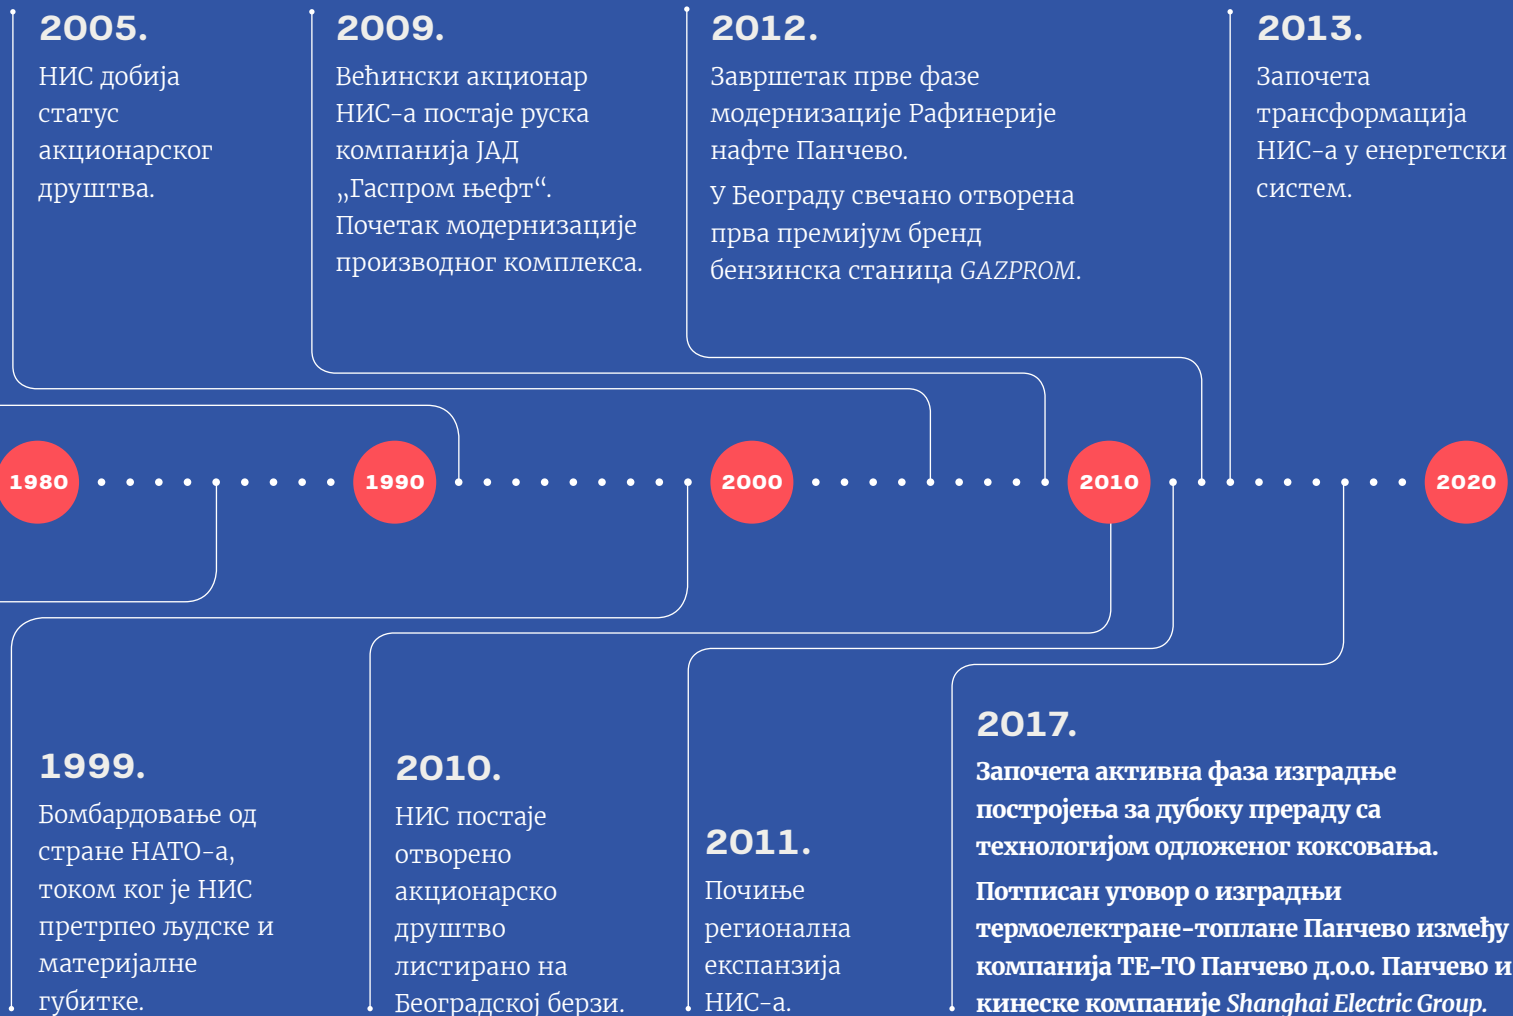 2005.
НИС добија
статус
акционарског
друштва.
2009.
Већински акционар
НИС-а постаје руска
компанија ЈАД
„Гаспром њефт“.
Почетак модернизације
производног комплекса.
2012.
Завршетак прве фазе
модернизације Рафинерије
нафте Панчево.
У Београду свечано отворена
прва премијум бренд
бензинска станица GAZPROM.
2013.
Започета
трансформација
НИС-а у енергетски
систем.
1980
1990
2000
2010
2020
1999.
Бомбардовање од
стране НАТО-а,
током ког је НИС
претрпео људске и
материјалне
губитке.
2010.
НИС постаје
отворено
акционарско
друштво
листирано на
Београдској берзи.
2011.
Почиње
регионална
експанзија
НИС-а.
2017.
Започета активна фаза изградње
постројења за дубоку прераду са
технологијом одложеног коксовања.
Потписан уговор о изградњи
термоелектране-топлане Панчево између
компанија ТЕ-ТО Панчево д.о.о. Панчево и
кинеске компаније Shanghai Electric Group.